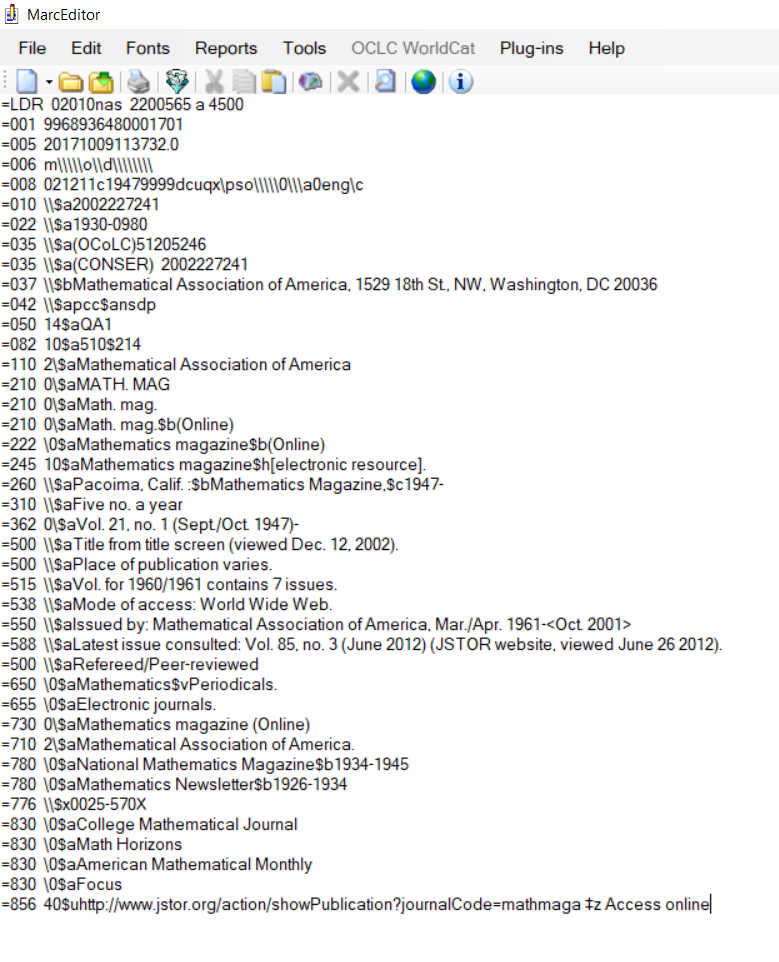 MarcEditor
File Edit Fonts Reports Tools OCLC WorldCat Plug-ins Help
=LDR 02010nas 2200565 a 4500
=001 9968936480001701
=005 20171009113732.0
=006 m\\\\\o\\d\\\\\\\\
=008 021211c19479999dcuqx\pso\\\\\0\\\a0eng\c
=010 \\$a2002227241
=022 \\$a1930-0980
=035 \\$a(OCoLC)51205246
=035 \\$a(CONSER) 2002227241
=037 \\$bMathematical Association of America, 1529 18th St., NW, Washington, DC 20036
=042 \\$apcc$ansdp
=050 14$aQA1
=082 10$a510$214
=110 2\$aMathematical Association of America
=210 0\$aMATH. MAG
=210 0\$aMath. mag.
=210 0\$aMath. mag.$b(Online)
=222 \0$aMathematics magazine$b(Online)
=245 10$aMathematics magazine$h[electronic resource].
=260 \\$aPacoima, Calif. :$bMathematics Magazine,$c1947-
=310 \\$aFive no. a year
=362 0\$aVol. 21, no. 1 (Sept./Oct. 1947)-
=500 \\$aTitle from title screen (viewed Dec. 12, 2002).
=500 \\$aPlace of publication varies.
=515 \\$aVol. for 1960/1961 contains 7 issues.
=538 \\$aMode of access: World Wide Web.
=550 \\$aIssued by: Mathematical Association of America, Mar./Apr. 1961-<Oct. 2001>
=588 \\$aLatest issue consulted: Vol. 85, no. 3 (June 2012) (JSTOR website, viewed June 26 2012).
=500 \\$aRefereed/Peer-reviewed
=650 \0$aMathematics$vPeriodicals.
=655 \0$aElectronic journals.
=730 0\$aMathematics magazine (Online)
=710 2\$aMathematical Association of America.
=780 \0$aNational Mathematics Magazine$b1934-1945
=780 \0$aMathematics Newsletter$b1926-1934
=776 \\$x0025-570X
=830 \0$aCollege Mathematical Journal
=830 \0$aMath Horizons
=830 \0$aAmerican Mathematical Monthly
=830 \0$aFocus
=856 40$uhttp://www.jstor.org/action/showPublication?journalCode=mathmaga ‡z Access online